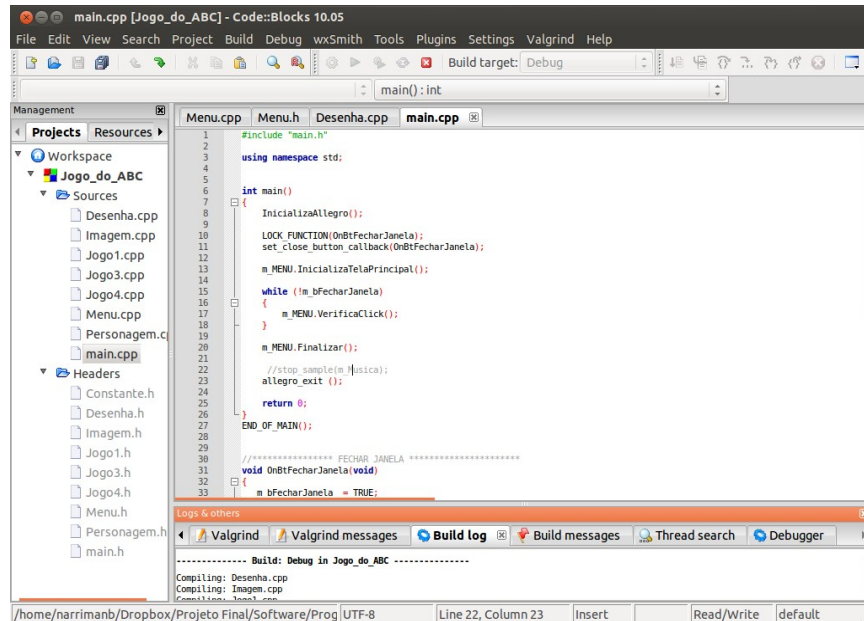 main.cpp [Jogo_do_ABC] - Code::Blocks 10.05
File Edit View Search Project Build Debug wxSmith Tools Plugins Settings Valgrind Help
Build target: Debug
main() : int
Management
Projects Resources
Workspace
Jogo_do_ABC
Sources
Desenha.cpp
Imagem.cpp
Jogo1.cpp
Jogo3.cpp
Jogo4.cpp
Menu.cpp
Personagem.c
main.cpp
Headers
Constante.h
Desenha.h
Imagem.h
Jogo1.h
Jogo3.h
Jogo4.h
Menu.h
Personagem.h
main.h
Menu.cpp Menu.h Desenha.cpp main.cpp
1 #include "main.h"
2
3 using namespace std;
4
5
6 int main()
7 {
8 InicializaAllegro();
9
10 LOCK_FUNCTION(OnBtFecharJanela);
11 set_close_button_callback(OnBtFecharJanela);
12
13 m_MENU.InicializaTelaPrincipal();
14
15 while (!m_bFecharJanela)
16 {
17 m_MENU.VerificaClick();
18 }
19
20 m_MENU.Finalizar();
21
22 //stop_sample(m_Musica);
23 allegro_exit ();
24
25 return 0;
26 }
27 END_OF_MAIN();
28
29
30 //**************** FECHAR JANELA **********************
31 void OnBtFecharJanela(void)
32 {
33 m_bFecharJanela = TRUE;
Logs & others
Valgrind Valgrind messages Build log Build messages Thread search Debugger
-------------- Build: Debug in Jogo_do_ABC ---------------
Compiling: Desenha.cpp
Compiling: Imagem.cpp
Compiling: Jogo1.cpp
/home/narrimanb/Dropbox/Projeto Final/Software/Prog UTF-8 Line 22, Column 23 Insert Read/Write default